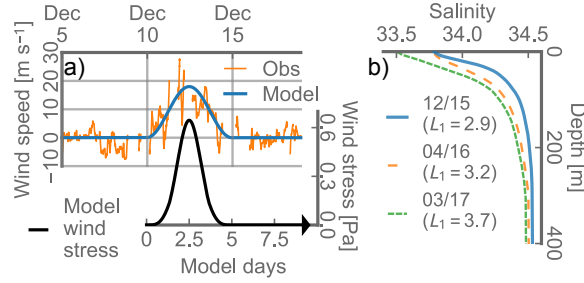 Dec Dec Dec
5 10 15
Wind speed [m s⁻¹]
−10 0 10 20 30
a)
Obs
Model
Wind stress [Pa]
0.0 0.3 0.6
Model
wind
stress
0 2.5 5 7.5
Model days
Salinity
33.5 34.0 34.5
b)
12/15
(L₁ = 2.9)
04/16
(L₁ = 3.2)
03/17
(L₁ = 3.7)
0 200 400
Depth [m]